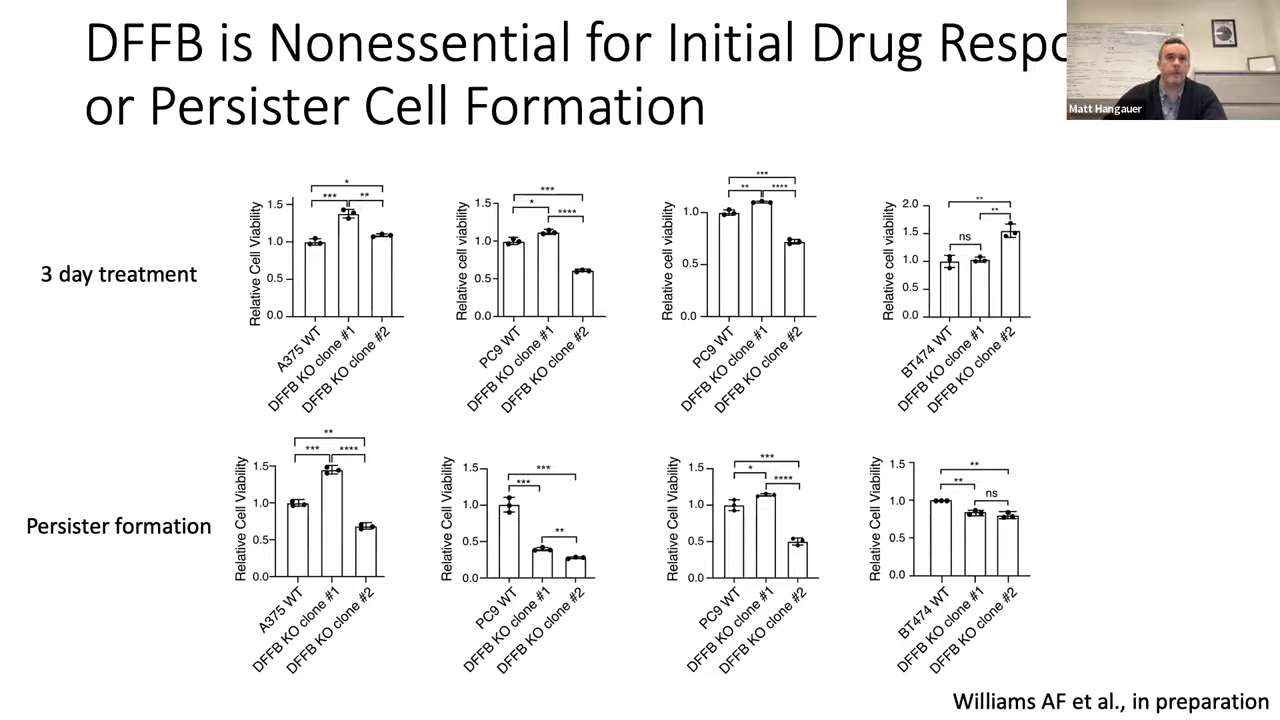 DFFB is Nonessential for Initial Drug Respo
or Persister Cell Formation
Matt Hangauer
3 day treatment
Relative Cell Viability
1.5
1.0
0.5
0.0
*
***
**
A375 WT
DFFB KO clone #1
DFFB KO clone #2
Relative cell viability
1.5
1.0
0.5
0.0
***
*
****
PC9 WT
DFFB KO clone #1
DFFB KO clone #2
Relative Cell Viability
1.0
0.5
0.0
***
**
****
PC9 WT
DFFB KO clone #1
DFFB KO clone #2
Relative cell viability
2.0
1.5
1.0
0.5
0.0
**
**
ns
BT474 WT
DFFB KO clone #1
DFFB KO clone #2
Persister formation
Relative Cell Viability
1.5
1.0
0.5
0.0
**
***
****
A375 WT
DFFB KO clone #1
DFFB KO clone #2
Relative Cell Viability
1.5
1.0
0.5
0.0
***
***
**
PC9 WT
DFFB KO clone #1
DFFB KO clone #2
Relative Cell Viability
1.5
1.0
0.5
0.0
***
*
****
PC9 WT
DFFB KO clone #1
DFFB KO clone #2
Relative Cell Viability
1.5
1.0
0.5
0.0
**
**
ns
BT474 WT
DFFB KO clone #1
DFFB KO clone #2
Williams AF et al., in preparation